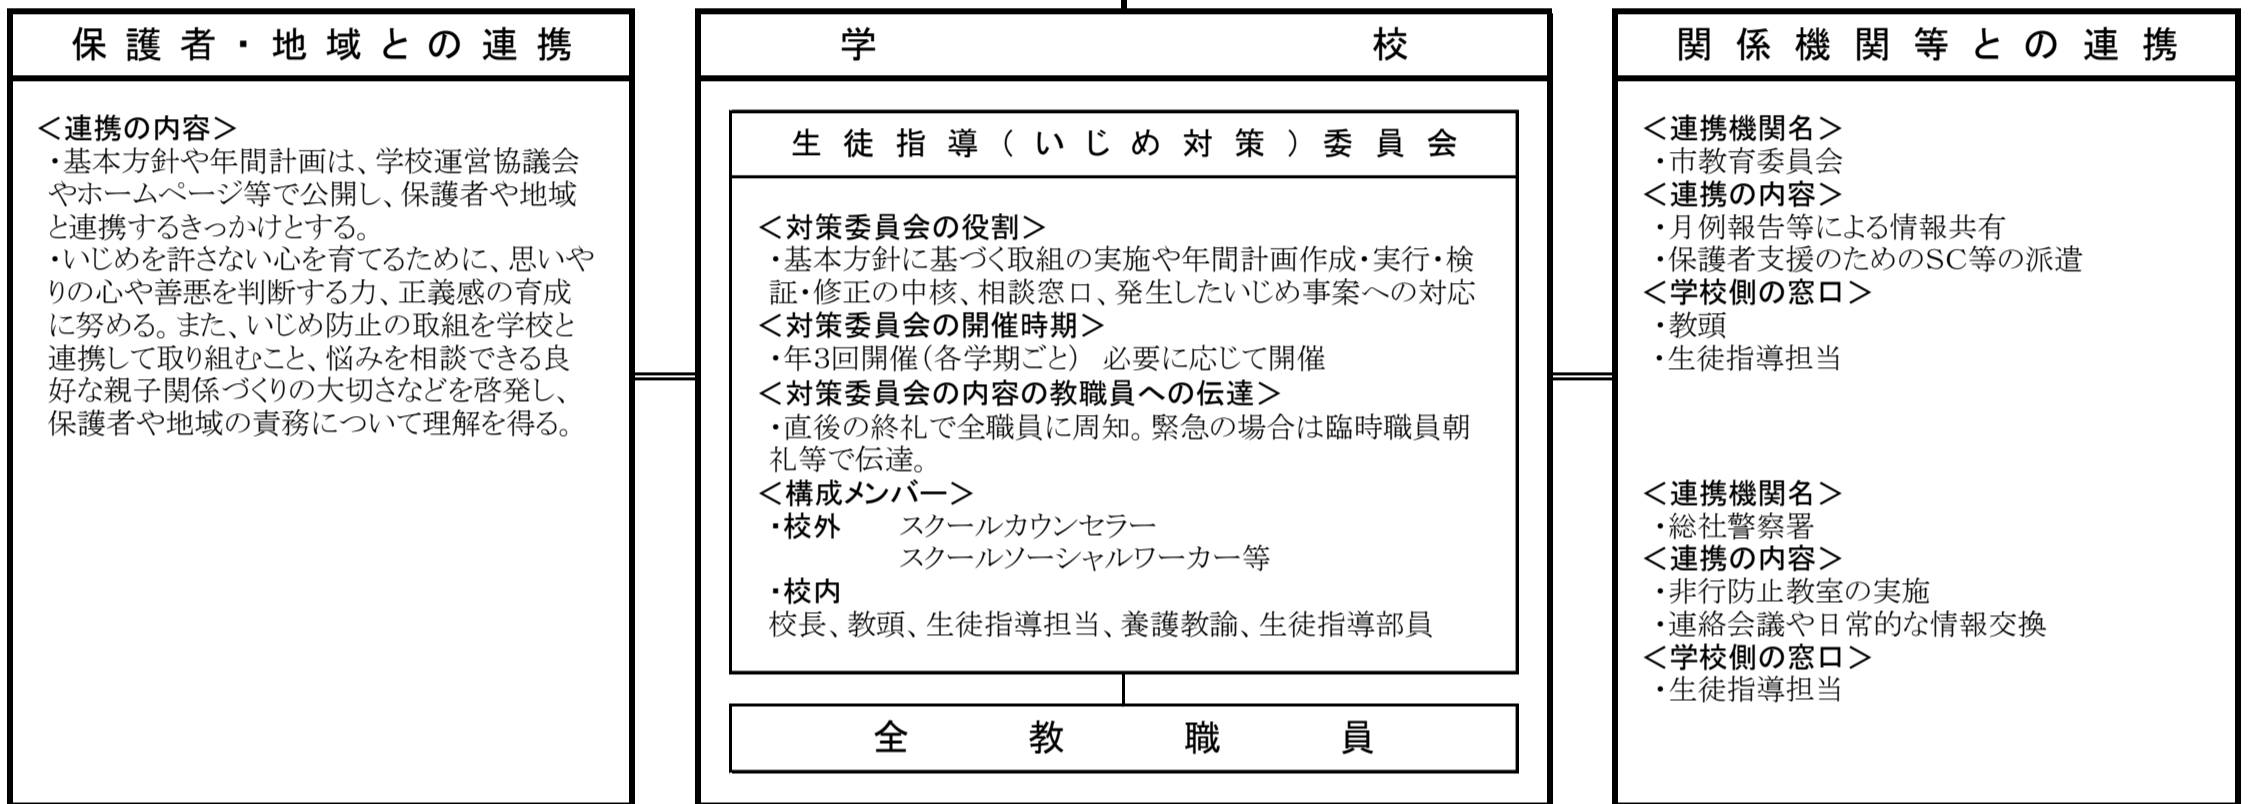 保護者・地域との連携
＜連携の内容＞
・基本方針や年間計画は、学校運営協議会
やホームページ等で公開し、保護者や地域
と連携するきっかけとする。
・いじめを許さない心を育てるために、思いや
りの心や善悪を判断する力、正義感の育成
に努める。また、いじめ防止の取組を学校と
連携して取り組むこと、悩みを相談できる良
好な親子関係づくりの大切さなどを啓発し、
保護者や地域の責務について理解を得る。
学校
生徒指導（いじめ対策）委員会
＜対策委員会の役割＞
・基本方針に基づく取組の実施や年間計画作成・実行・検
証・修正の中核、相談窓口、発生したいじめ事案への対応
＜対策委員会の開催時期＞
・年3回開催（各学期ごと）　必要に応じて開催
＜対策委員会の内容の教職員への伝達＞
・直後の終礼で全職員に周知。緊急の場合は臨時職員朝
礼等で伝達。
＜構成メンバー＞
・校外　　スクールカウンセラー
スクールソーシャルワーカー等
・校内
校長、教頭、生徒指導担当、養護教諭、生徒指導部員
全教職員
関係機関等との連携
＜連携機関名＞
・市教育委員会
＜連携の内容＞
・月例報告等による情報共有
・保護者支援のためのSC等の派遣
＜学校側の窓口＞
・教頭
・生徒指導担当
＜連携機関名＞
・総社警察署
＜連携の内容＞
・非行防止教室の実施
・連絡会議や日常的な情報交換
＜学校側の窓口＞
・生徒指導担当